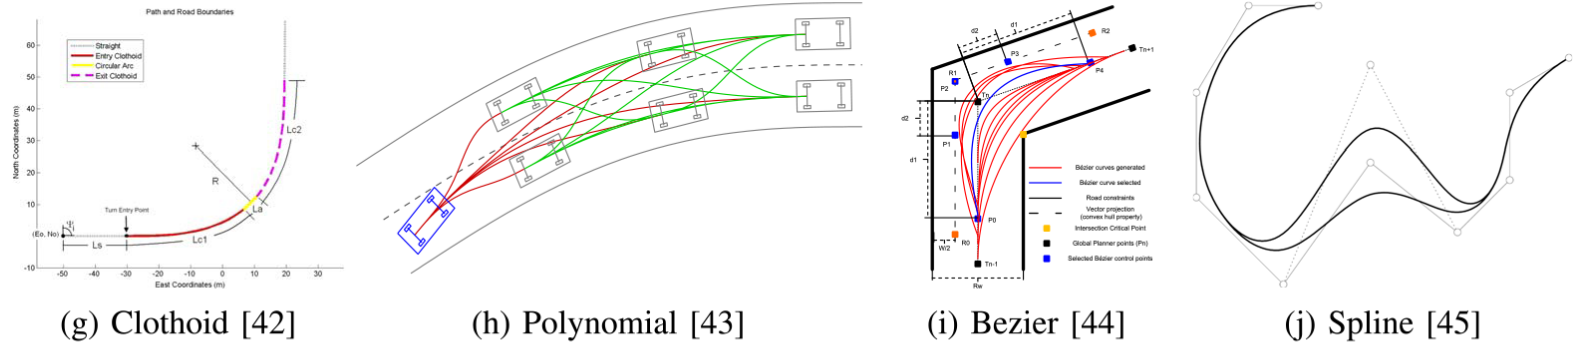 Path and Road Boundaries
Straight
Entry Clothoid
Circular Arc
Exit Clothoid
North Coordinates (m)
60
50
40
30
20
10
0
-10
-50
-40
-30
-20
-10
0
10
20
30
East Coordinates (m)
(Eo, No)
Ls
Turn Entry Point
Lc1
La
R
Lc2
d2
d1
R2
Tn+1
P3
P4
R1
P2
Tn
P1
d1
P0
R0
W/2
Tn-1
Rw
Bézier curves generated
Bézier curve selected
Road constraints
Vector projection
(convex hull property)
Intersection Critical Point
Global Planner points (Pn)
Selected Bézier control points
(g) Clothoid [42]
(h) Polynomial [43]
(i) Bezier [44]
(j) Spline [45]